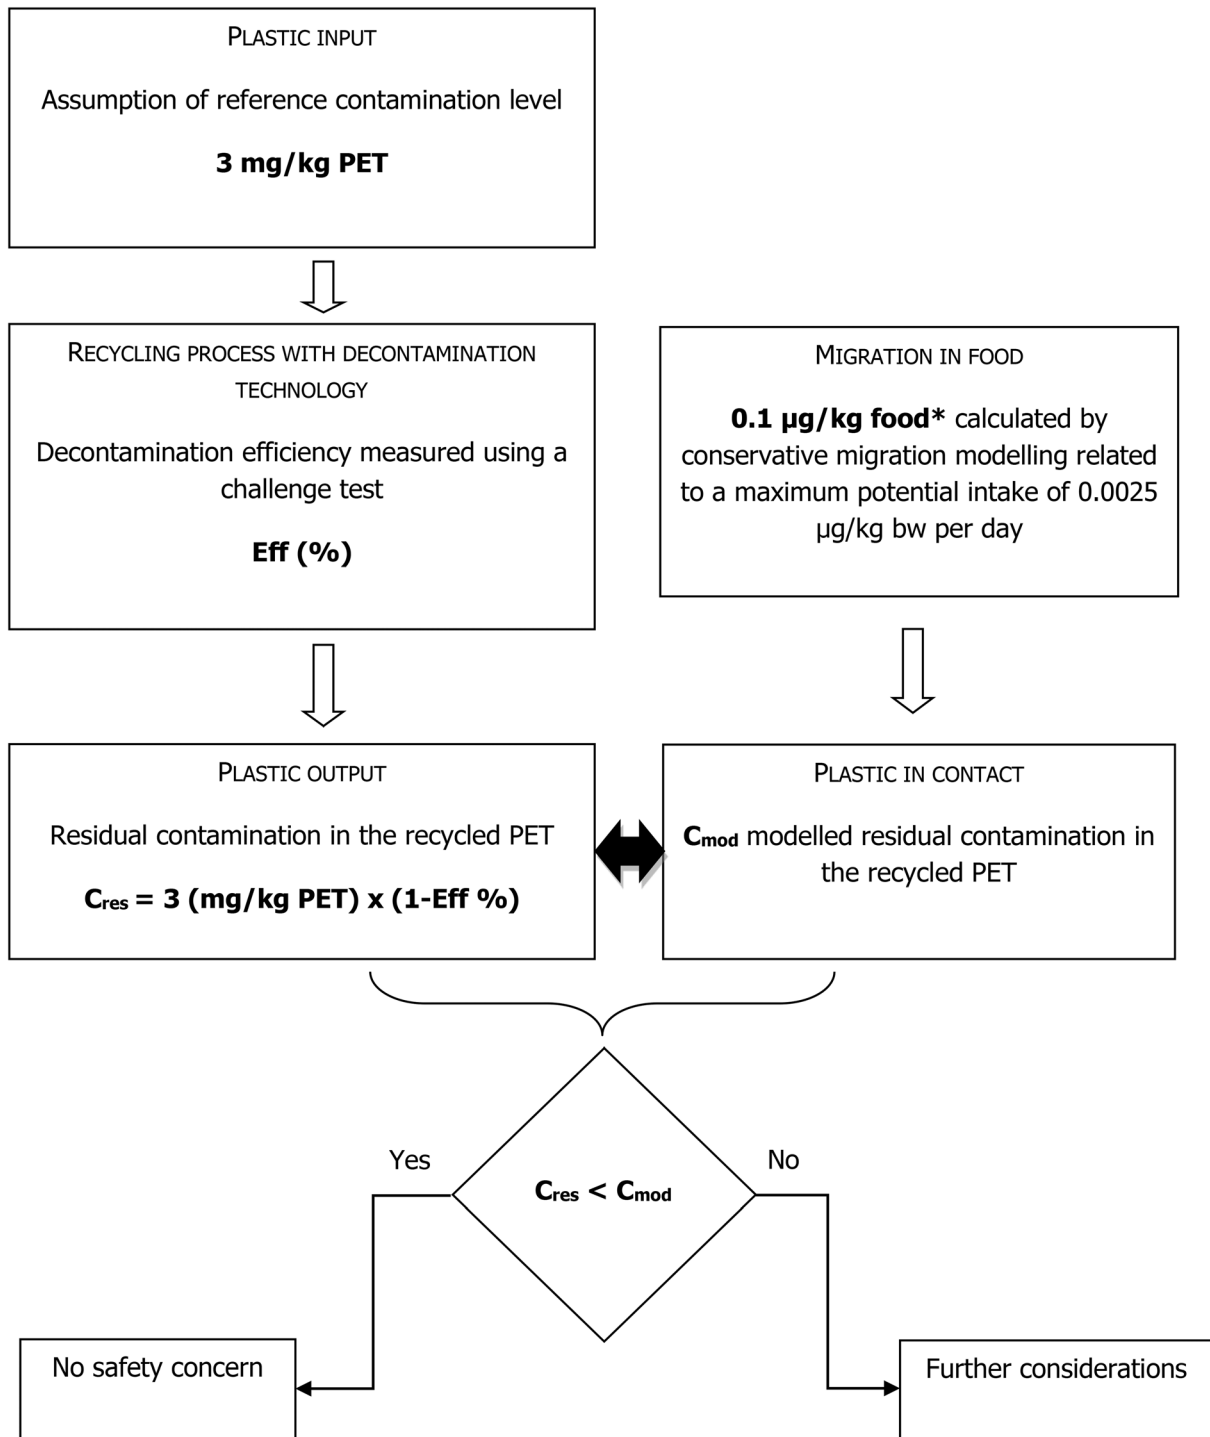 PLASTIC INPUT
Assumption of reference contamination level
3 mg/kg PET
RECYCLING PROCESS WITH DECONTAMINATION
TECHNOLOGY
Decontamination efficiency measured using a
challenge test
Eff (%)
MIGRATION IN FOOD
0.1 µg/kg food* calculated by
conservative migration modelling related
to a maximum potential intake of 0.0025
µg/kg bw per day
PLASTIC OUTPUT
Residual contamination in the recycled PET
Cres = 3 (mg/kg PET) x (1-Eff %)
PLASTIC IN CONTACT
Cmod modelled residual contamination in
the recycled PET
Yes
No
Cres < Cmod
No safety concern
Further considerations